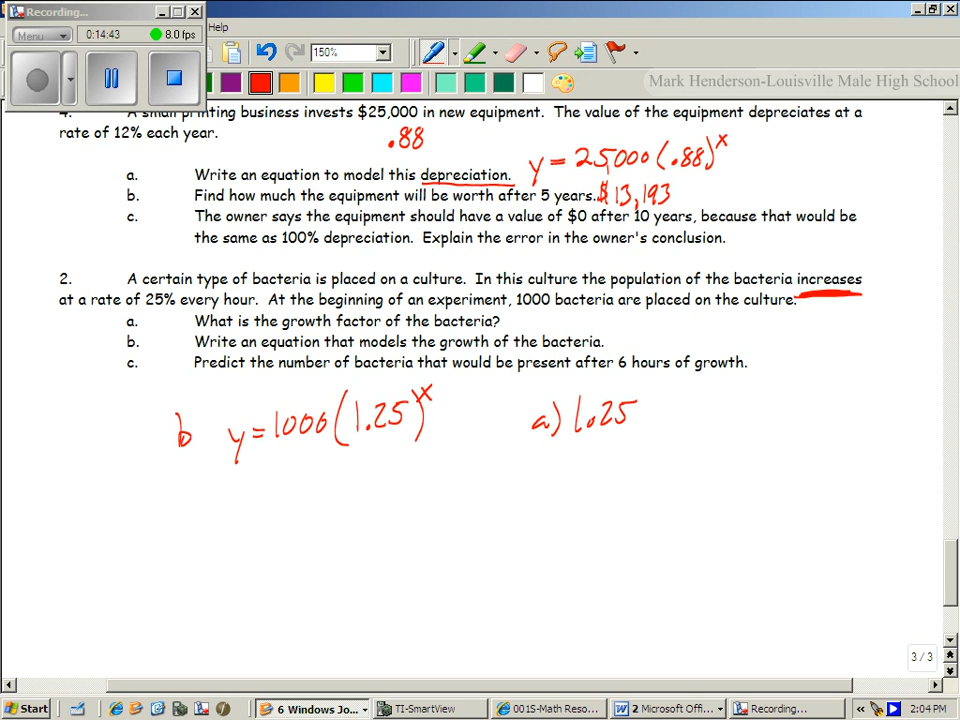 Recording...
Menu
0:14:43
8.0 fps
Help
150%
Mark Henderson-Louisville Male High School
4. A small printing business invests $25,000 in new equipment. The value of the equipment depreciates at a
rate of 12% each year.
.88
y = 25,000(.88)^x
a. Write an equation to model this depreciation.
b. Find how much the equipment will be worth after 5 years. $13,193
c. The owner says the equipment should have a value of $0 after 10 years, because that would be
the same as 100% depreciation. Explain the error in the owner's conclusion.
2. A certain type of bacteria is placed on a culture. In this culture the population of the bacteria increases
at a rate of 25% every hour. At the beginning of an experiment, 1000 bacteria are placed on the culture.
a. What is the growth factor of the bacteria?
b. Write an equation that models the growth of the bacteria.
c. Predict the number of bacteria that would be present after 6 hours of growth.
b y=1000(1.25)^x a) 1.25
3 / 3
Start
6 Windows Jo...
TI-SmartView
001S-Math Reso...
2 Microsoft Offi...
Recording...
2:04 PM